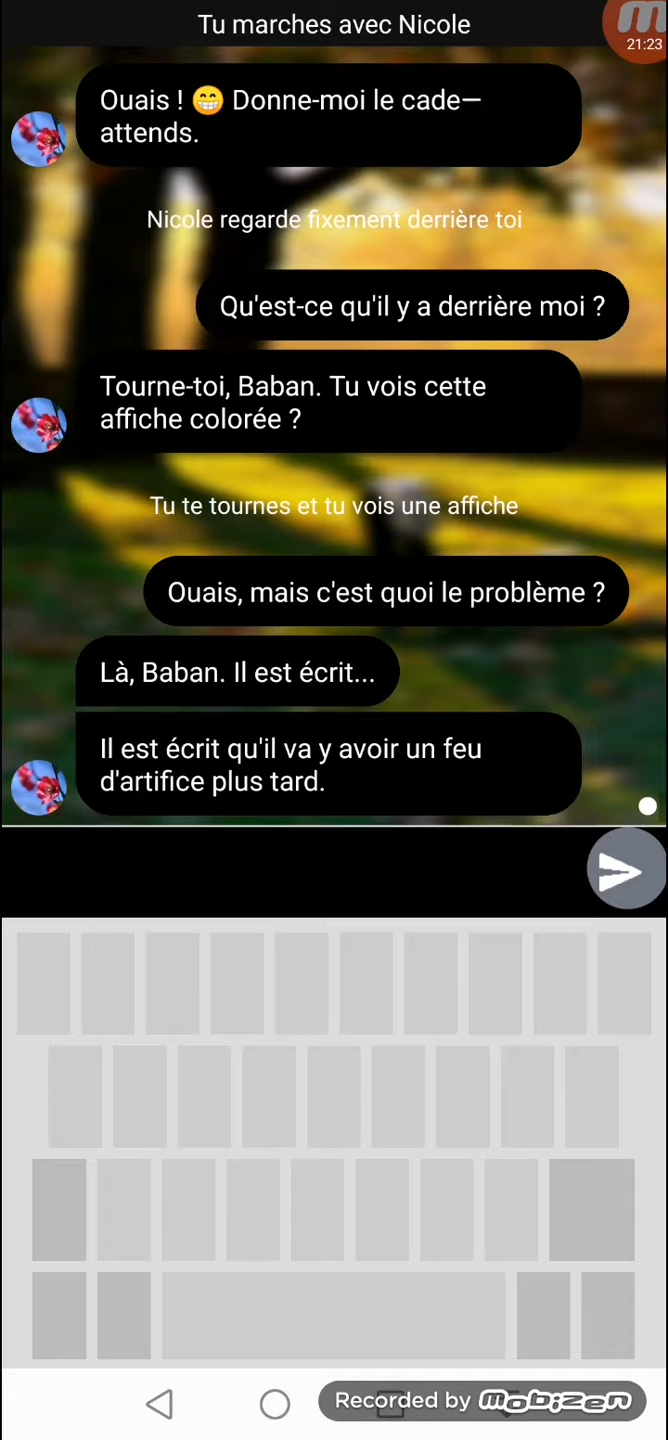 Tu marches avec Nicole
21:23
Ouais ! 😁 Donne-moi le cade—
attends.
Nicole regarde fixement derrière toi
Qu'est-ce qu'il y a derrière moi ?
Tourne-toi, Baban. Tu vois cette
affiche colorée ?
Tu te tournes et tu vois une affiche
Ouais, mais c'est quoi le problème ?
Là, Baban. Il est écrit...
Il est écrit qu'il va y avoir un feu
d'artifice plus tard.
Recorded by mobizen